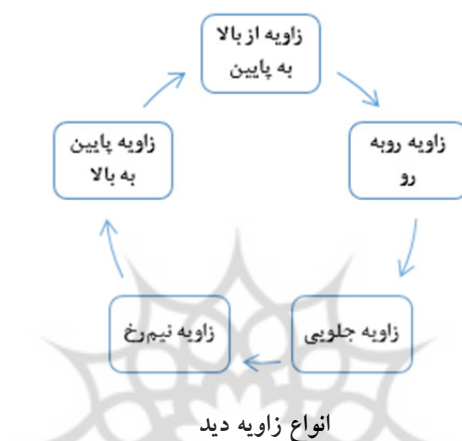 زاویه از بالا
به پایین
زاویه روبه
رو
زاویه جلویی
زاویه نیم‌رخ
زاویه پایین
به بالا
انواع زاویه دید